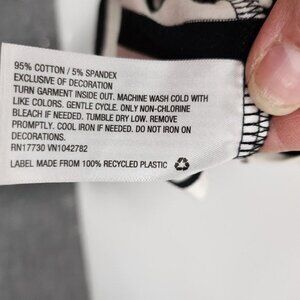 95% COTTON / 5% SPANDEX
EXCLUSIVE OF DECORATION
TURN GARMENT INSIDE OUT. MACHINE WASH COLD WITH
LIKE COLORS. GENTLE CYCLE. ONLY NON-CHLORINE
BLEACH IF NEEDED. TUMBLE DRY LOW. REMOVE
PROMPTLY. COOL IRON IF NEEDED. DO NOT IRON ON
DECORATIONS.
RN17730 VN1042782
LABEL MADE FROM 100% RECYCLED PLASTIC